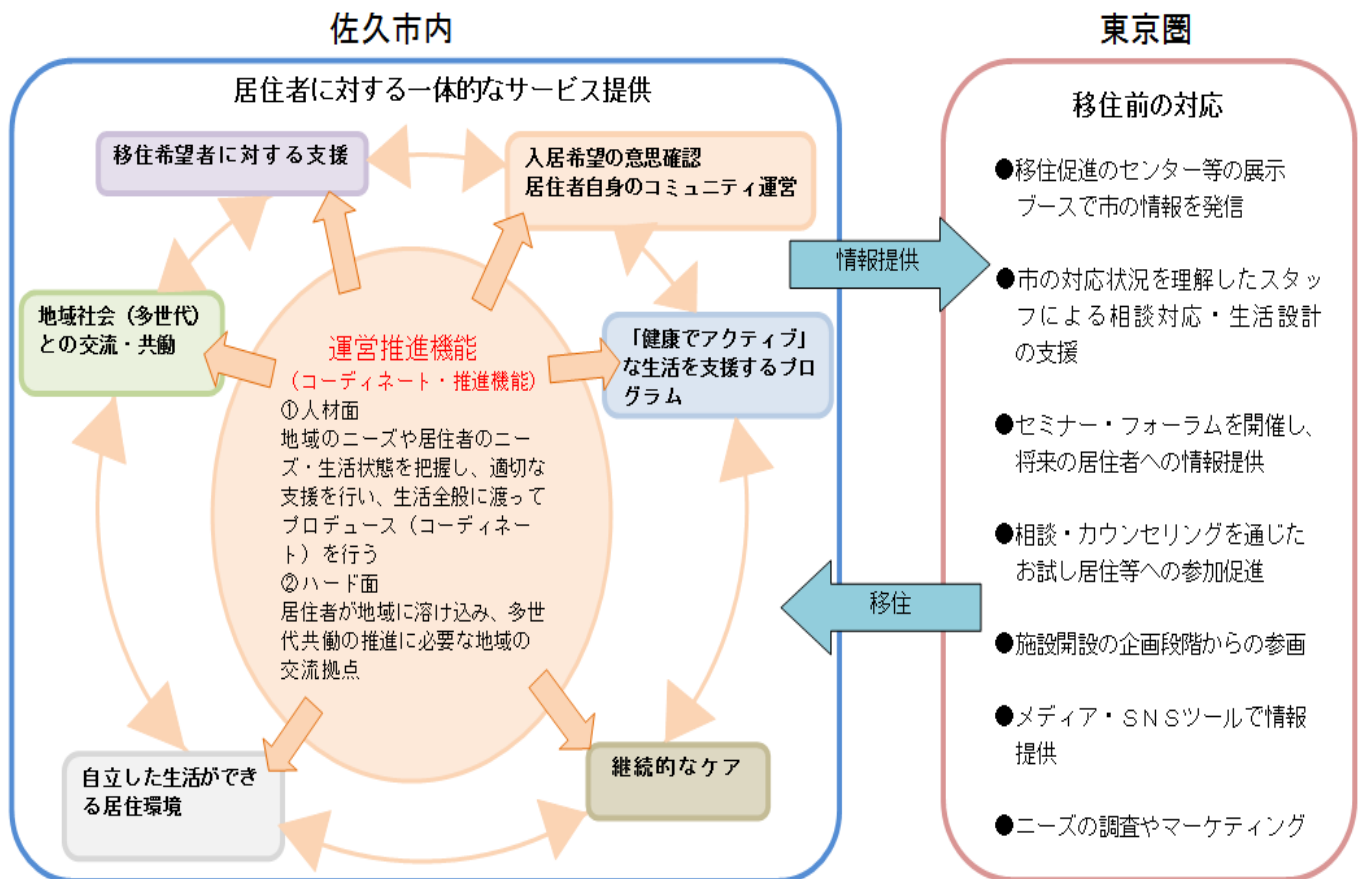 佐久市内
居住者に対する一体的なサービス提供
移住希望者に対する支援
入居希望の意思確認
居住者自身のコミュニティ運営
地域社会（多世代）
との交流・共働
「健康でアクティブ」
な生活を支援するプロ
グラム
運営推進機能
（コーディネート・推進機能）
①人材面
地域のニーズや居住者のニー
ズ・生活状態を把握し、適切な
支援を行い、生活全般に渡って
プロデュース（コーディネー
ト）を行う
②ハード面
居住者が地域に溶け込み、多世
代共働の推進に必要な地域の
交流拠点
自立した生活ができ
る居住環境
継続的なケア
情報提供
移住
東京圏
移住前の対応
●移住促進のセンター等の展示
ブースで市の情報を発信
●市の対応状況を理解したスタッ
フによる相談対応・生活設計
の支援
●セミナー・フォーラムを開催し、
将来の居住者への情報提供
●相談・カウンセリングを通じた
お試し居住等への参加促進
●施設開設の企画段階からの参画
●メディア・ＳＮＳツールで情報
提供
●ニーズの調査やマーケティング